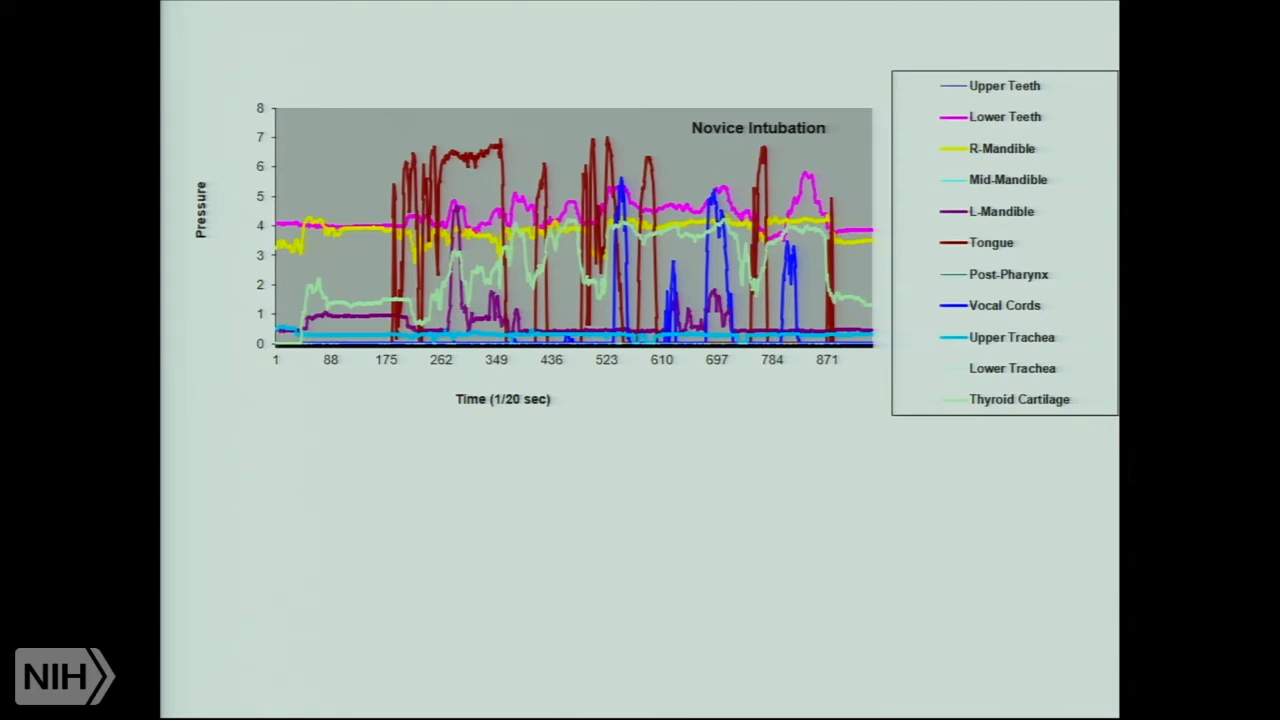 Novice Intubation
8
7
6
5
4
3
2
1
0
Pressure
1 88 175 262 349 436 523 610 697 784 871
Time (1/20 sec)
Upper Teeth
Lower Teeth
R-Mandible
Mid-Mandible
L-Mandible
Tongue
Post-Pharynx
Vocal Cords
Upper Trachea
Lower Trachea
Thyroid Cartilage
NIH